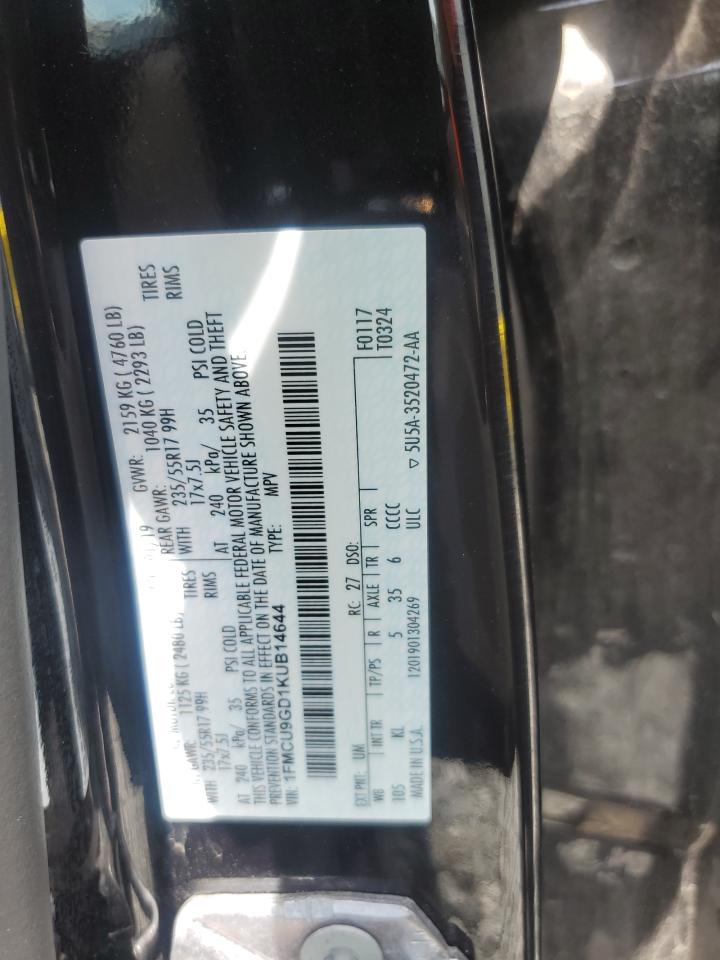 /19
GVWR: 2159 KG ( 4760 LB)
GAWR: 1125 KG ( 2480 LB) REAR GAWR: 1040 KG ( 2293 LB)
WITH 235/55R17 99H TIRES WITH 235/55R17 99H TIRES
17x7.5J RIMS 17x7.5J RIMS
AT 240 kPa/ 35 PSI COLD AT 240 kPa/ 35 PSI COLD
THIS VEHICLE CONFORMS TO ALL APPLICABLE FEDERAL MOTOR VEHICLE SAFETY AND THEFT
PREVENTION STANDARDS IN EFFECT ON THE DATE OF MANUFACTURE SHOWN ABOVE.
VIN: 1FMCU9GD1KUB14644 TYPE: MPV
EXT PNT: UM RC: 27 DSO: F0117
WB INT TR TP/PS R AXLE TR SPR T0324
105 KL 5 35 6 CCCC
MADE IN U.S.A. 1201901304269 ULC ▽ 5U5A-3520472-AA